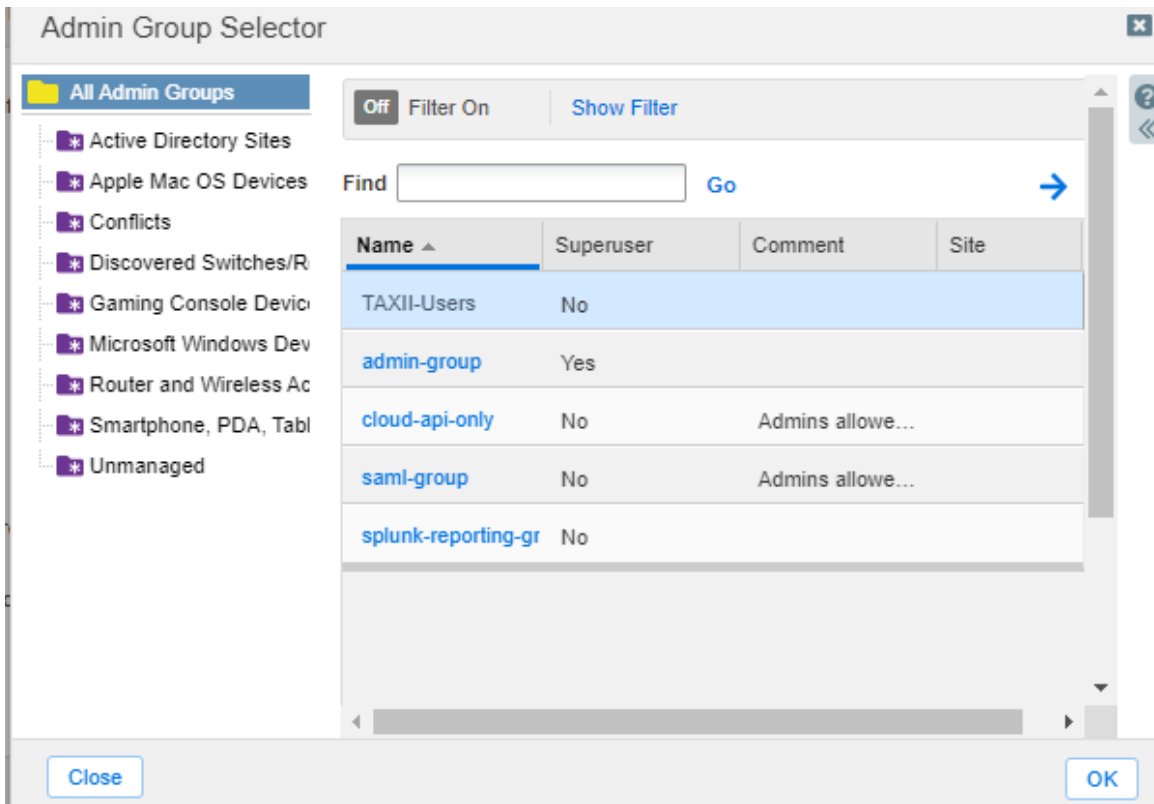 Admin Group Selector
All Admin Groups
Active Directory Sites
Apple Mac OS Devices
Conflicts
Discovered Switches/R
Gaming Console Devic
Microsoft Windows Dev
Router and Wireless Ac
Smartphone, PDA, Tabl
Unmanaged
Off Filter On Show Filter
Find Go
Name Superuser Comment Site
TAXII-Users No
admin-group Yes
cloud-api-only No Admins allowe...
saml-group No Admins allowe...
splunk-reporting-gr No
Close OK